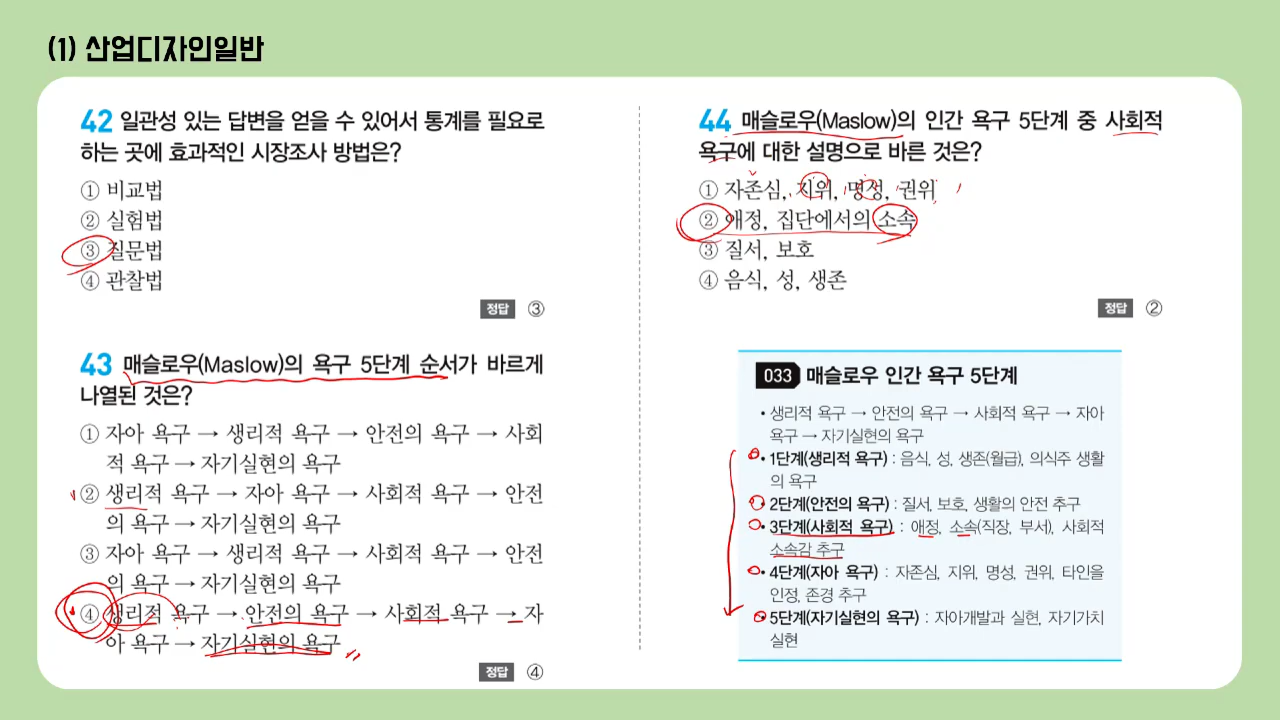 (1) 산업디자인일반
42 일관성 있는 답변을 얻을 수 있어서 통계를 필요로
하는 곳에 효과적인 시장조사 방법은?
① 비교법
② 실험법
③ 질문법
④ 관찰법
정답 ③
43 매슬로우(Maslow)의 욕구 5단계 순서가 바르게
나열된 것은?
① 자아 욕구 → 생리적 욕구 → 안전의 욕구 → 사회
적 욕구 → 자기실현의 욕구
② 생리적 욕구 → 자아 욕구 → 사회적 욕구 → 안전
의 욕구 → 자기실현의 욕구
③ 자아 욕구 → 생리적 욕구 → 사회적 욕구 → 안전
의 욕구 → 자기실현의 욕구
④ 생리적 욕구 → 안전의 욕구 → 사회적 욕구 → 자
아 욕구 → 자기실현의 욕구
정답 ④
44 매슬로우(Maslow)의 인간 욕구 5단계 중 사회적
욕구에 대한 설명으로 바른 것은?
① 자존심, 지위, 명성, 권위
② 애정, 집단에서의 소속
③ 질서, 보호
④ 음식, 성, 생존
정답 ②
033 매슬로우 인간 욕구 5단계
• 생리적 욕구 → 안전의 욕구 → 사회적 욕구 → 자아
욕구 → 자기실현의 욕구
• 1단계(생리적 욕구) : 음식, 성, 생존(월급), 의식주 생활
의 욕구
• 2단계(안전의 욕구) : 질서, 보호, 생활의 안전 추구
• 3단계(사회적 욕구) : 애정, 소속(직장, 부서), 사회적
소속감 추구
• 4단계(자아 욕구) : 자존심, 지위, 명성, 권위, 타인을
인정, 존경 추구
• 5단계(자기실현의 욕구) : 자아개발과 실현, 자기가치
실현